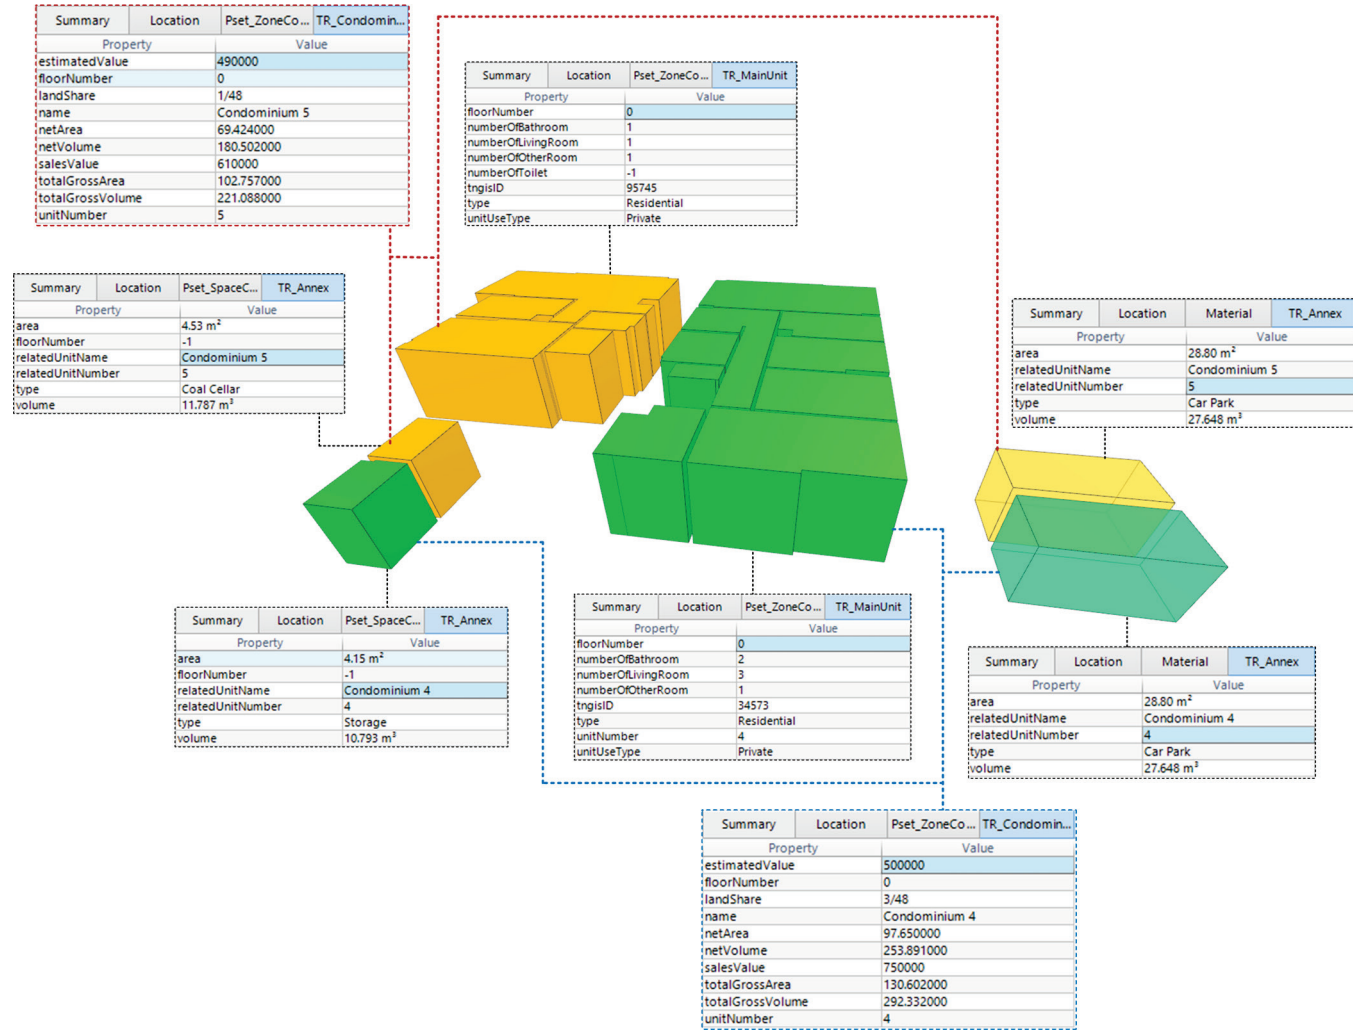 Summary Location Pset_ZoneCo... TR_Condomin...
Property Value
estimatedValue 490000
floorNumber 0
landShare 1/48
name Condominium 5
netArea 69.424000
netVolume 180.502000
salesValue 610000
totalGrossArea 102.757000
totalGrossVolume 221.088000
unitNumber 5
Summary Location Pset_ZoneCo... TR_MainUnit
Property Value
floorNumber 0
numberOfBathroom 1
numberOfLivingRoom 1
numberOfOtherRoom 1
numberOfToilet -1
tngisID 95745
type Residential
unitUseType Private
Summary Location Pset_SpaceC... TR_Annex
Property Value
area 4.53 m²
floorNumber -1
relatedUnitName Condominium 5
relatedUnitNumber 5
type Coal Cellar
volume 11.787 m³
Summary Location Material TR_Annex
Property Value
area 28.80 m²
relatedUnitName Condominium 5
relatedUnitNumber 5
type Car Park
volume 27.648 m³
Summary Location Pset_SpaceC... TR_Annex
Property Value
area 4.15 m²
floorNumber -1
relatedUnitName Condominium 4
relatedUnitNumber 4
type Storage
volume 10.793 m³
Summary Location Pset_ZoneCo... TR_MainUnit
Property Value
floorNumber 0
numberOfBathroom 2
numberOfLivingRoom 3
numberOfOtherRoom 1
tngisID 34573
type Residential
unitNumber 4
unitUseType Private
Summary Location Material TR_Annex
Property Value
area 28.80 m²
relatedUnitName Condominium 4
relatedUnitNumber 4
type Car Park
volume 27.648 m³
Summary Location Pset_ZoneCo... TR_Condomin...
Property Value
estimatedValue 500000
floorNumber 0
landShare 3/48
name Condominium 4
netArea 97.650000
netVolume 253.891000
salesValue 750000
totalGrossArea 130.602000
totalGrossVolume 292.332000
unitNumber 4